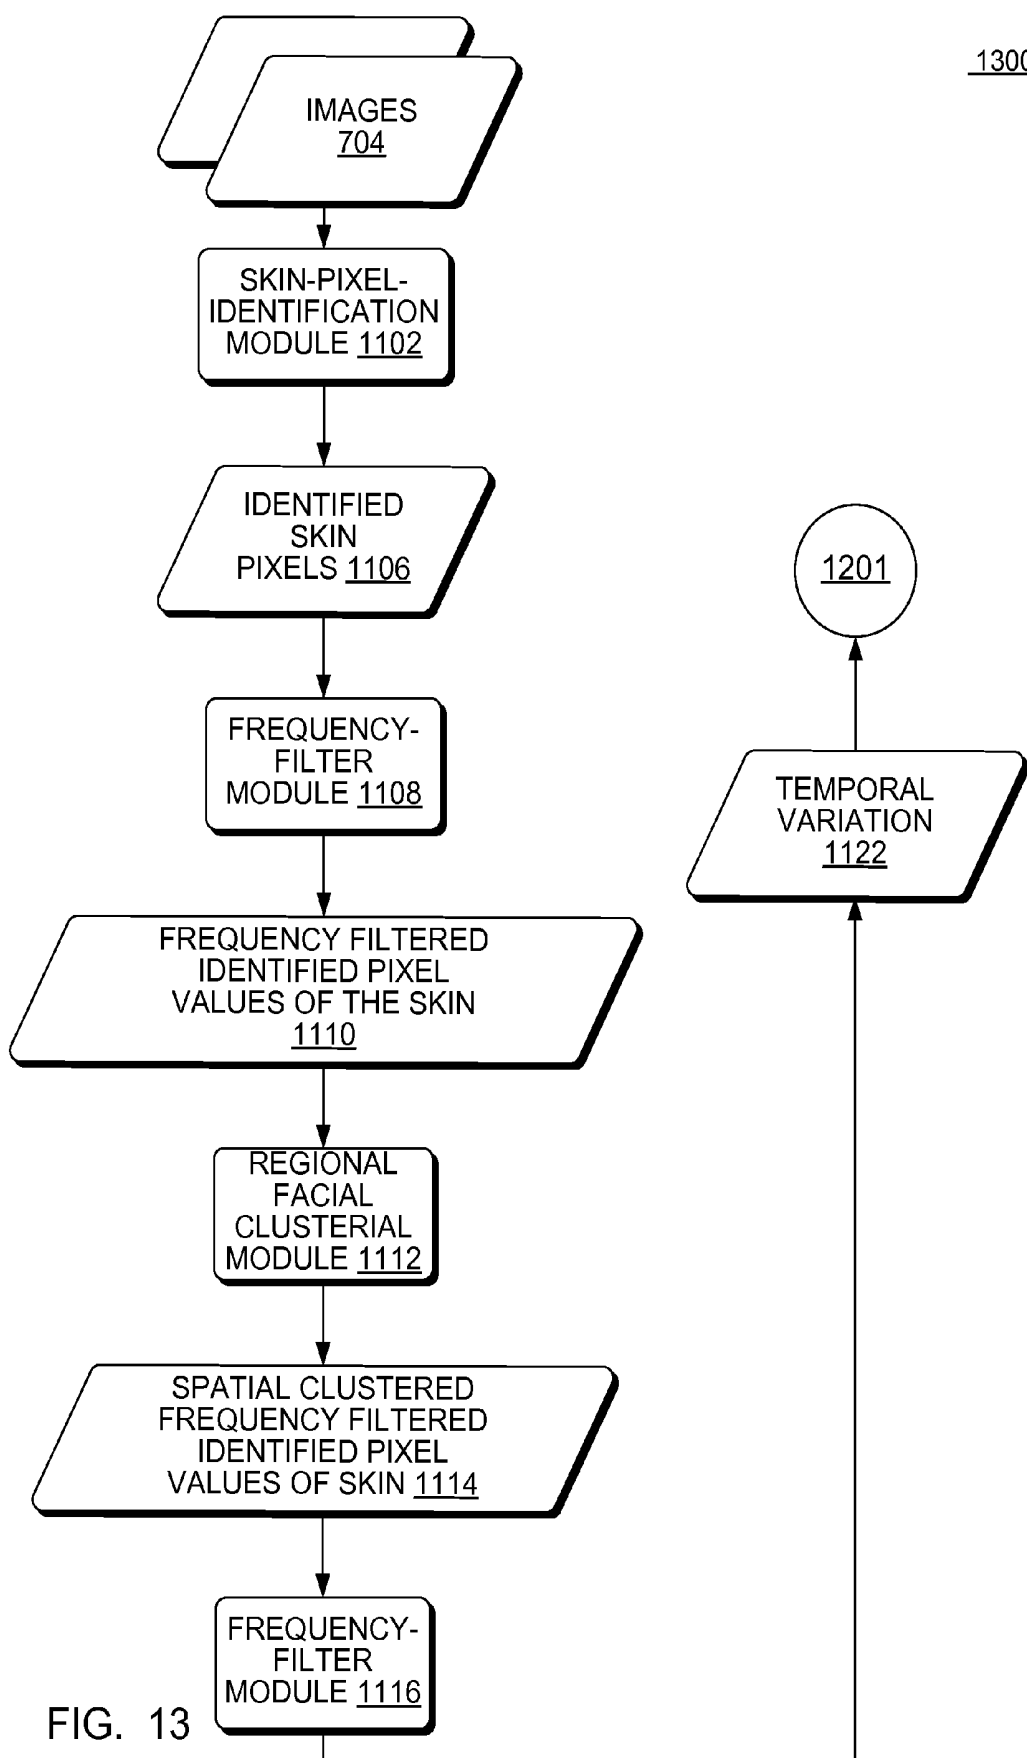 1300
IMAGES
704
SKIN-PIXEL-
IDENTIFICATION
MODULE 1102
IDENTIFIED
SKIN
PIXELS 1106
FREQUENCY-
FILTER
MODULE 1108
FREQUENCY FILTERED
IDENTIFIED PIXEL
VALUES OF THE SKIN
1110
REGIONAL
FACIAL
CLUSTERIAL
MODULE 1112
SPATIAL CLUSTERED
FREQUENCY FILTERED
IDENTIFIED PIXEL
VALUES OF SKIN 1114
FREQUENCY-
FILTER
MODULE 1116
1201
TEMPORAL
VARIATION
1122
FIG. 13